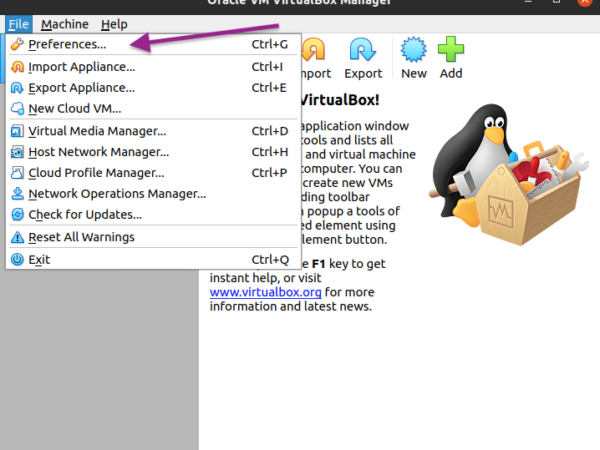 Oracle VM VirtualBox Manager
File Machine Help
Preferences... Ctrl+G
Import Appliance... Ctrl+I
Export Appliance... Ctrl+E
New Cloud VM...
Virtual Media Manager... Ctrl+D
Host Network Manager... Ctrl+H
Cloud Profile Manager... Ctrl+P
Network Operations Manager...
Check for Updates...
Reset All Warnings
Exit Ctrl+Q
port Export New Add
VirtualBox!
application window
tools and lists all
and virtual machine
omputer. You can
create new VMs
ding toolbar
popup a tools of
ed element using
lement button.
e F1 key to get
instant help, or visit
www.virtualbox.org for more
information and latest news.